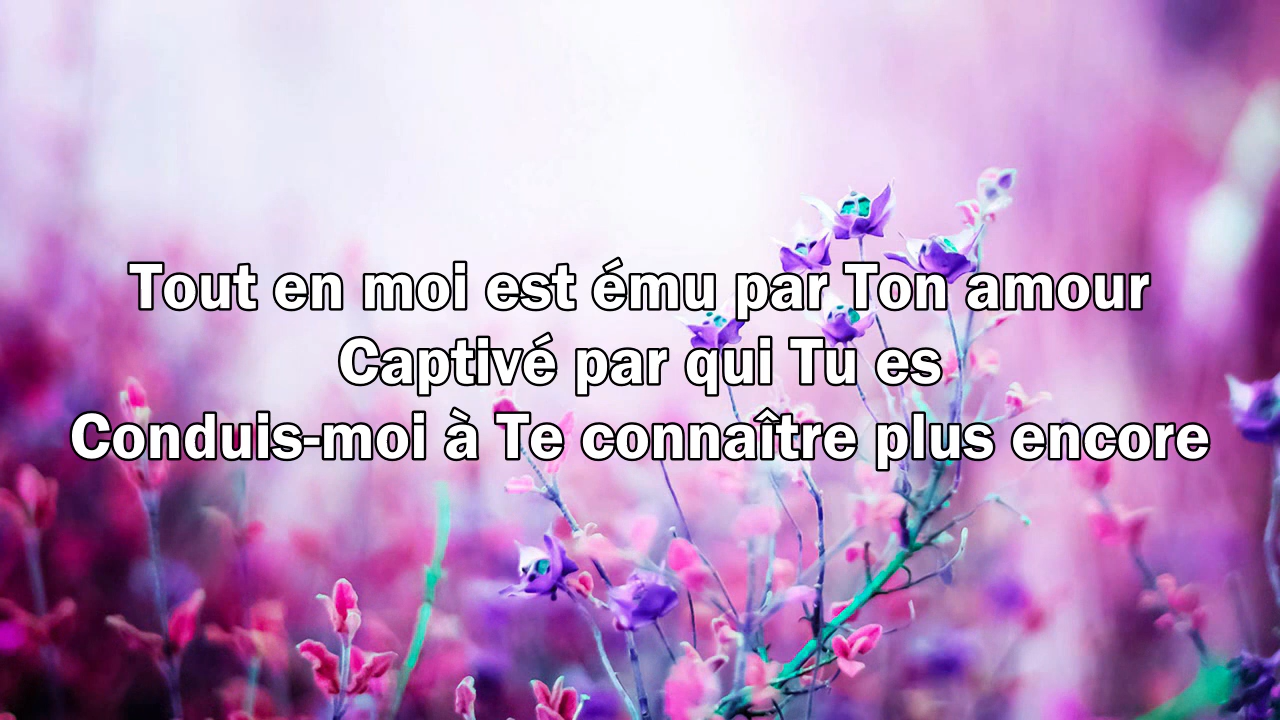 Tout en moi est ému par Ton amour
Captivé par qui Tu es
Conduis-moi à Te connaître plus encore